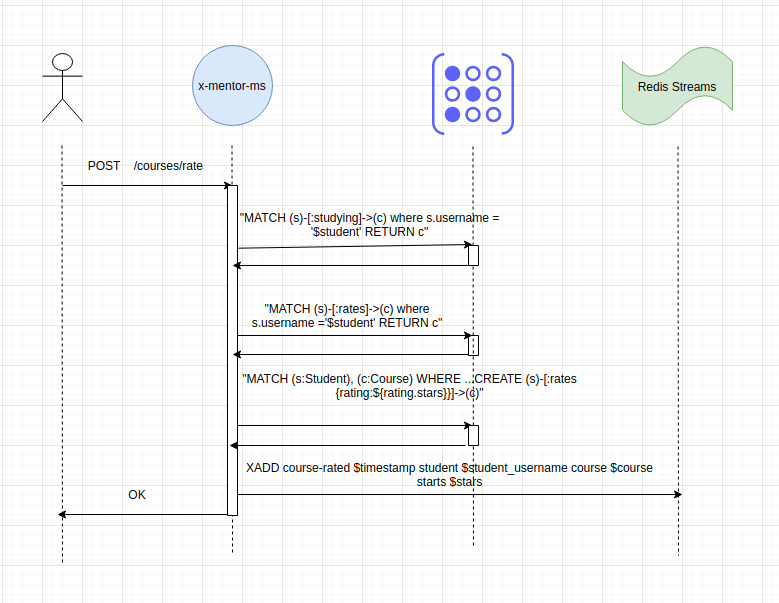 x-mentor-ms
Redis Streams
POST /courses/rate
"MATCH (s)-[:studying]->(c) where s.username =
'$student' RETURN c"
"MATCH (s)-[:rates]->(c) where
s.username ='$student' RETURN c"
"MATCH (s:Student), (c:Course) WHERE ...CREATE (s)-[:rates
{rating:${rating.stars}}]->(c)"
XADD course-rated $timestamp student $student_username course $course
starts $stars
OK